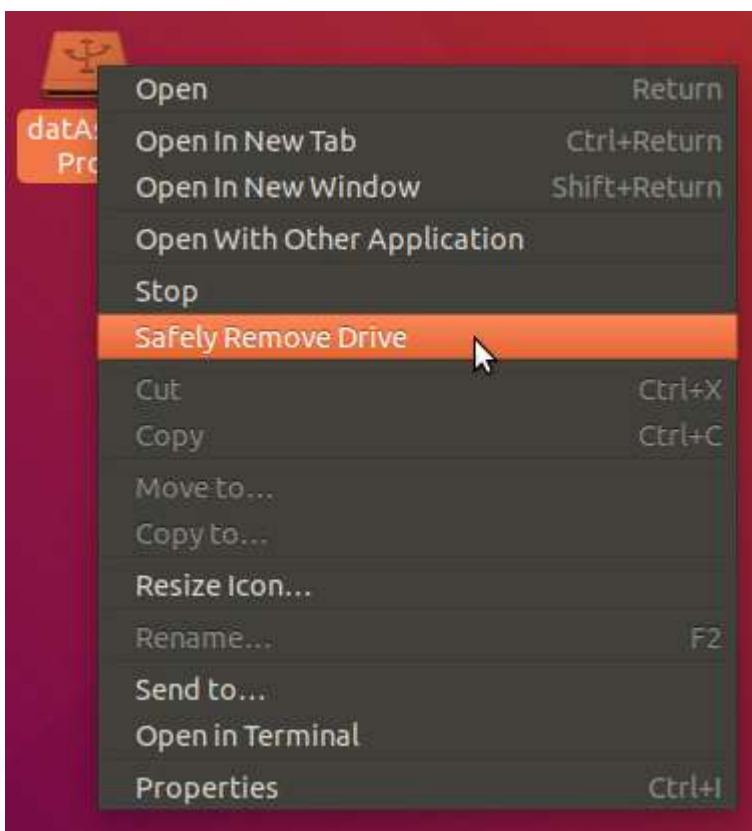 Open Return
datA
Open In New Tab Ctrl+Return
Pro
Open In New Window Shift+Return
Open With Other Application
Stop
Safely Remove Drive
Cut Ctrl+X
Copy Ctrl+C
Move to…
Copy to…
Resize Icon…
Rename… F2
Send to…
Open in Terminal
Properties Ctrl+I